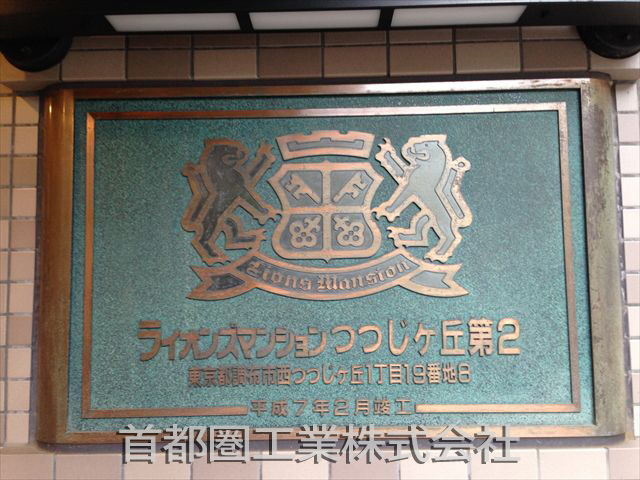 Lions Mansion
ライオンズマンションつつじヶ丘第2
東京都調布市西つつじヶ丘1丁目19番地8
平成7年2月竣工
首都圏工業株式会社